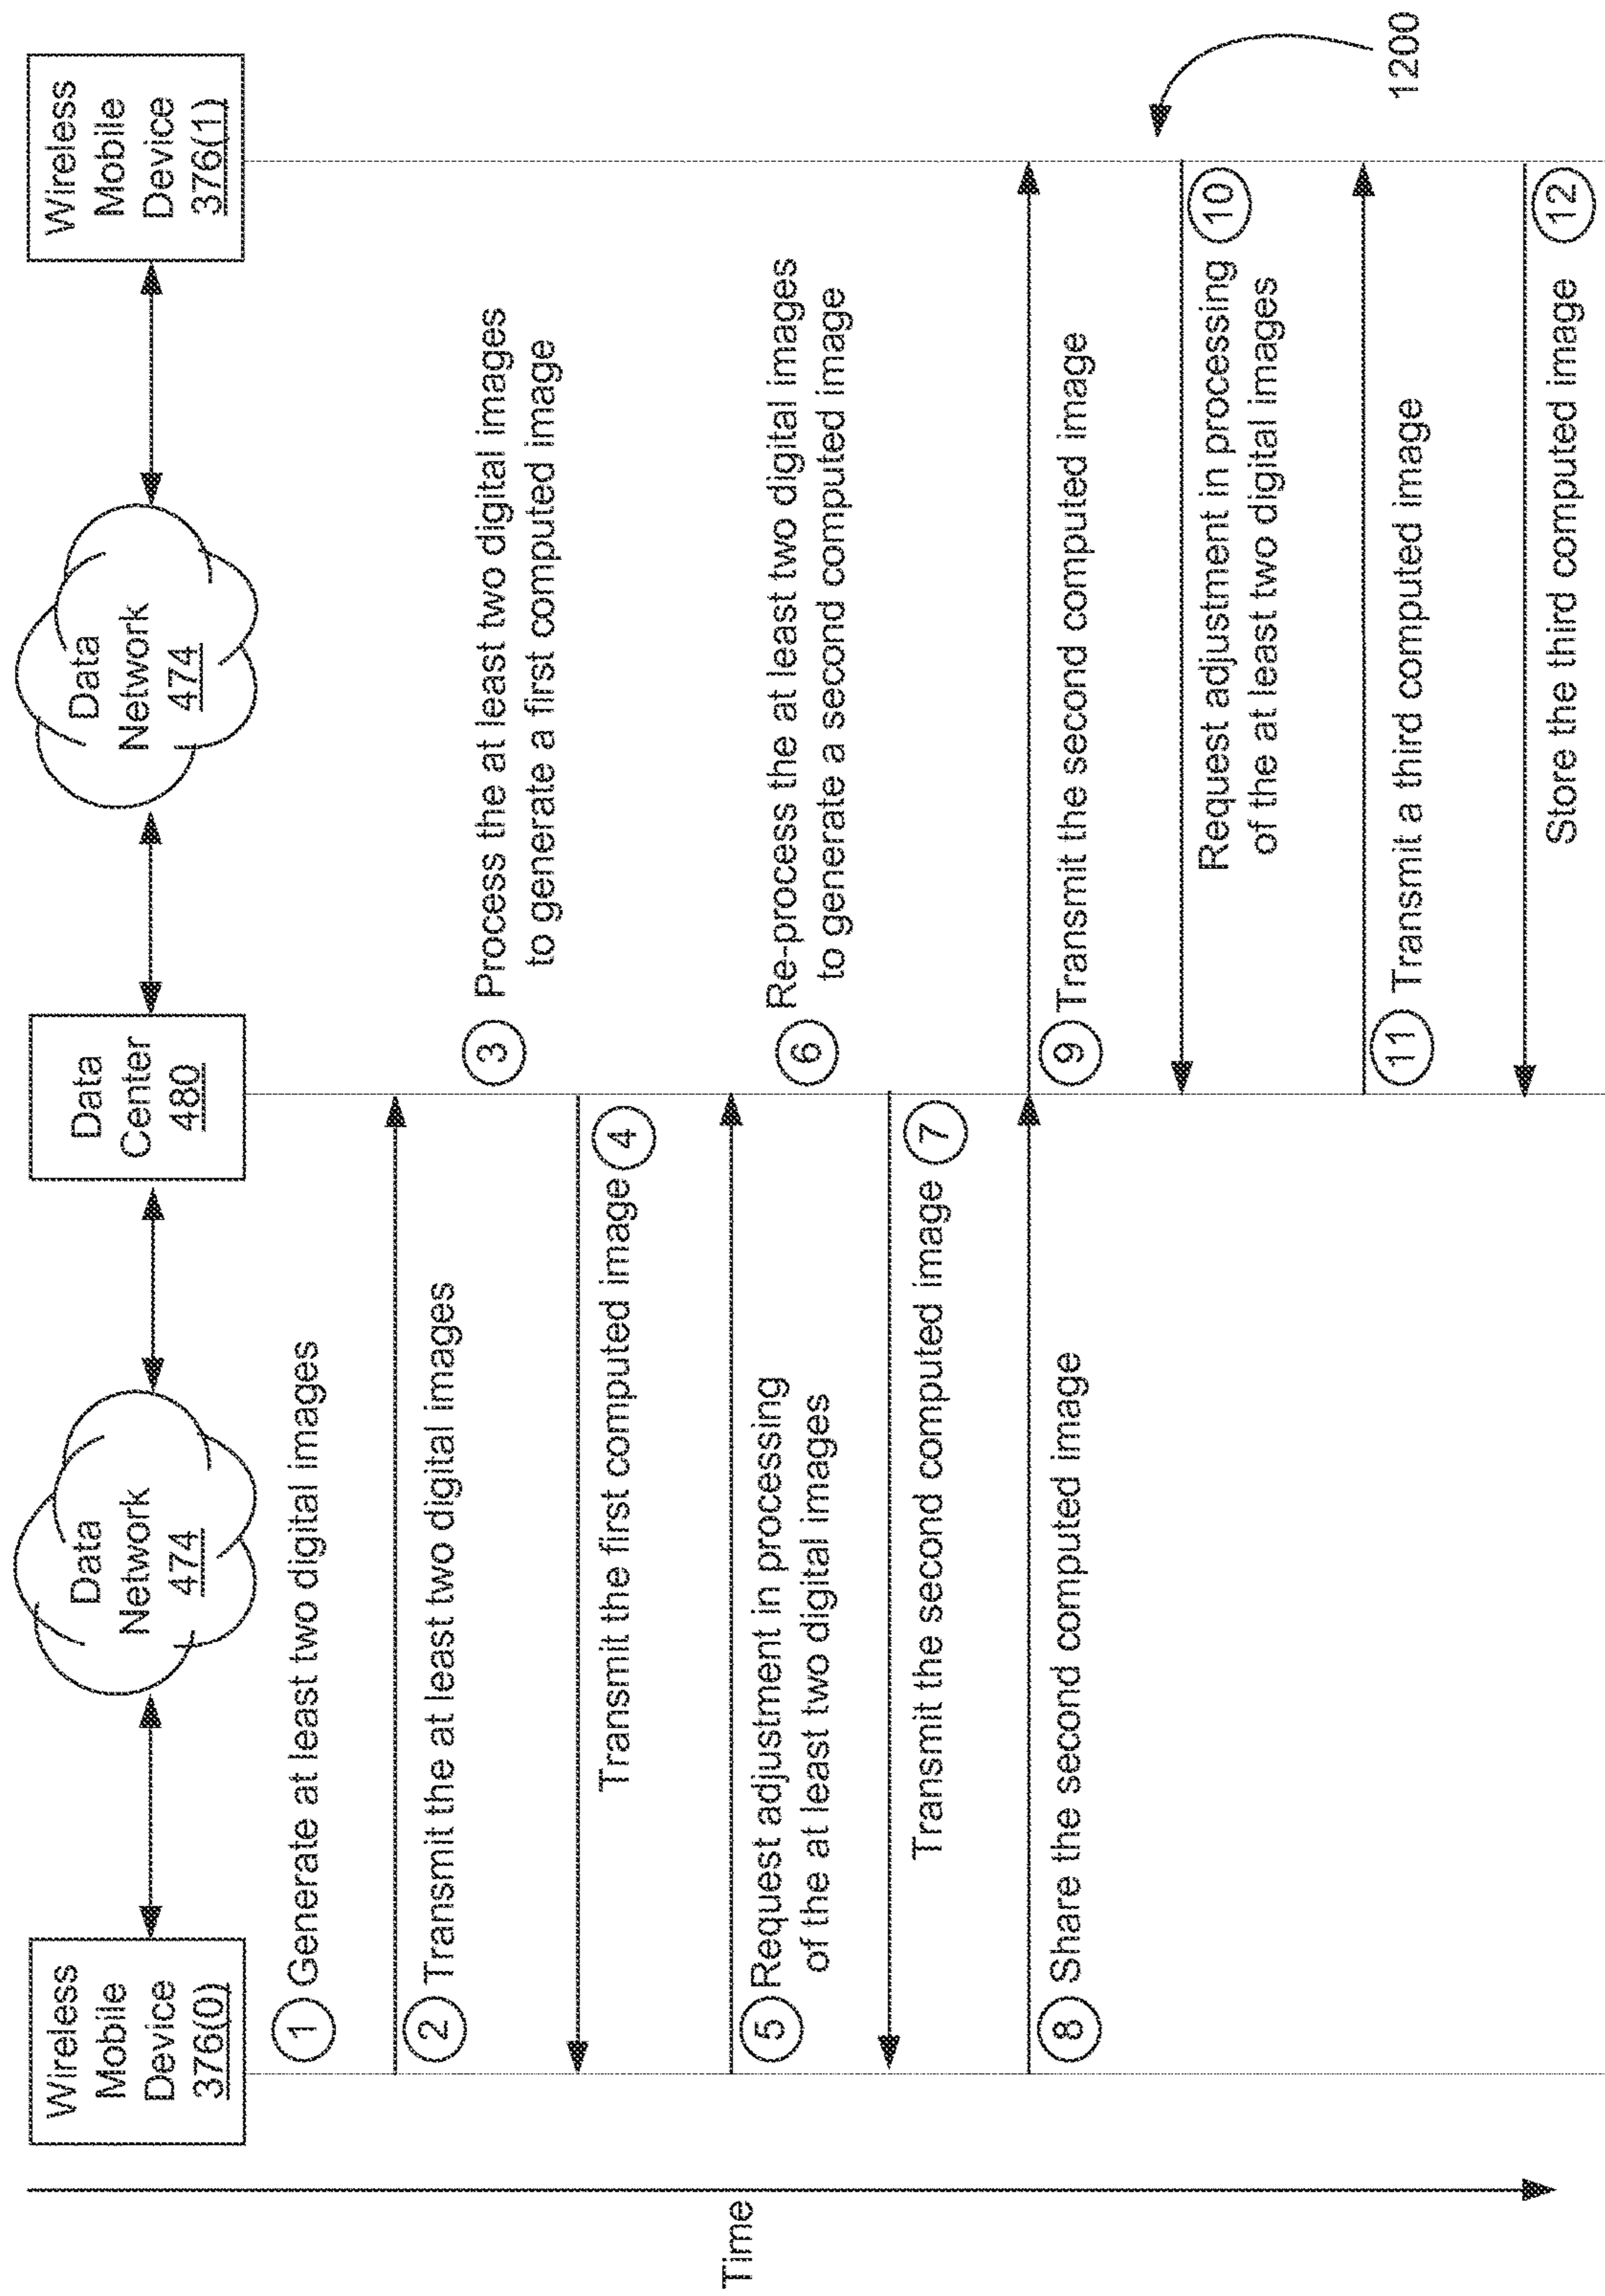 Wireless
Mobile
Device
376(0)
Data
Network
474
Data
Center
480
Data
Network
474
Wireless
Mobile
Device
376(1)
Time
1 Generate at least two digital images
2 Transmit the at least two digital images
3 Process the at least two digital images
to generate a first computed image
Transmit the first computed image 4
5 Request adjustment in processing
of the at least two digital images
6 Re-process the at least two digital images
to generate a second computed image
Transmit the second computed image 7
8 Share the second computed image
9 Transmit the second computed image
Request adjustment in processing 10
of the at least two digital images
11 Transmit a third computed image
Store the third computed image 12
1200